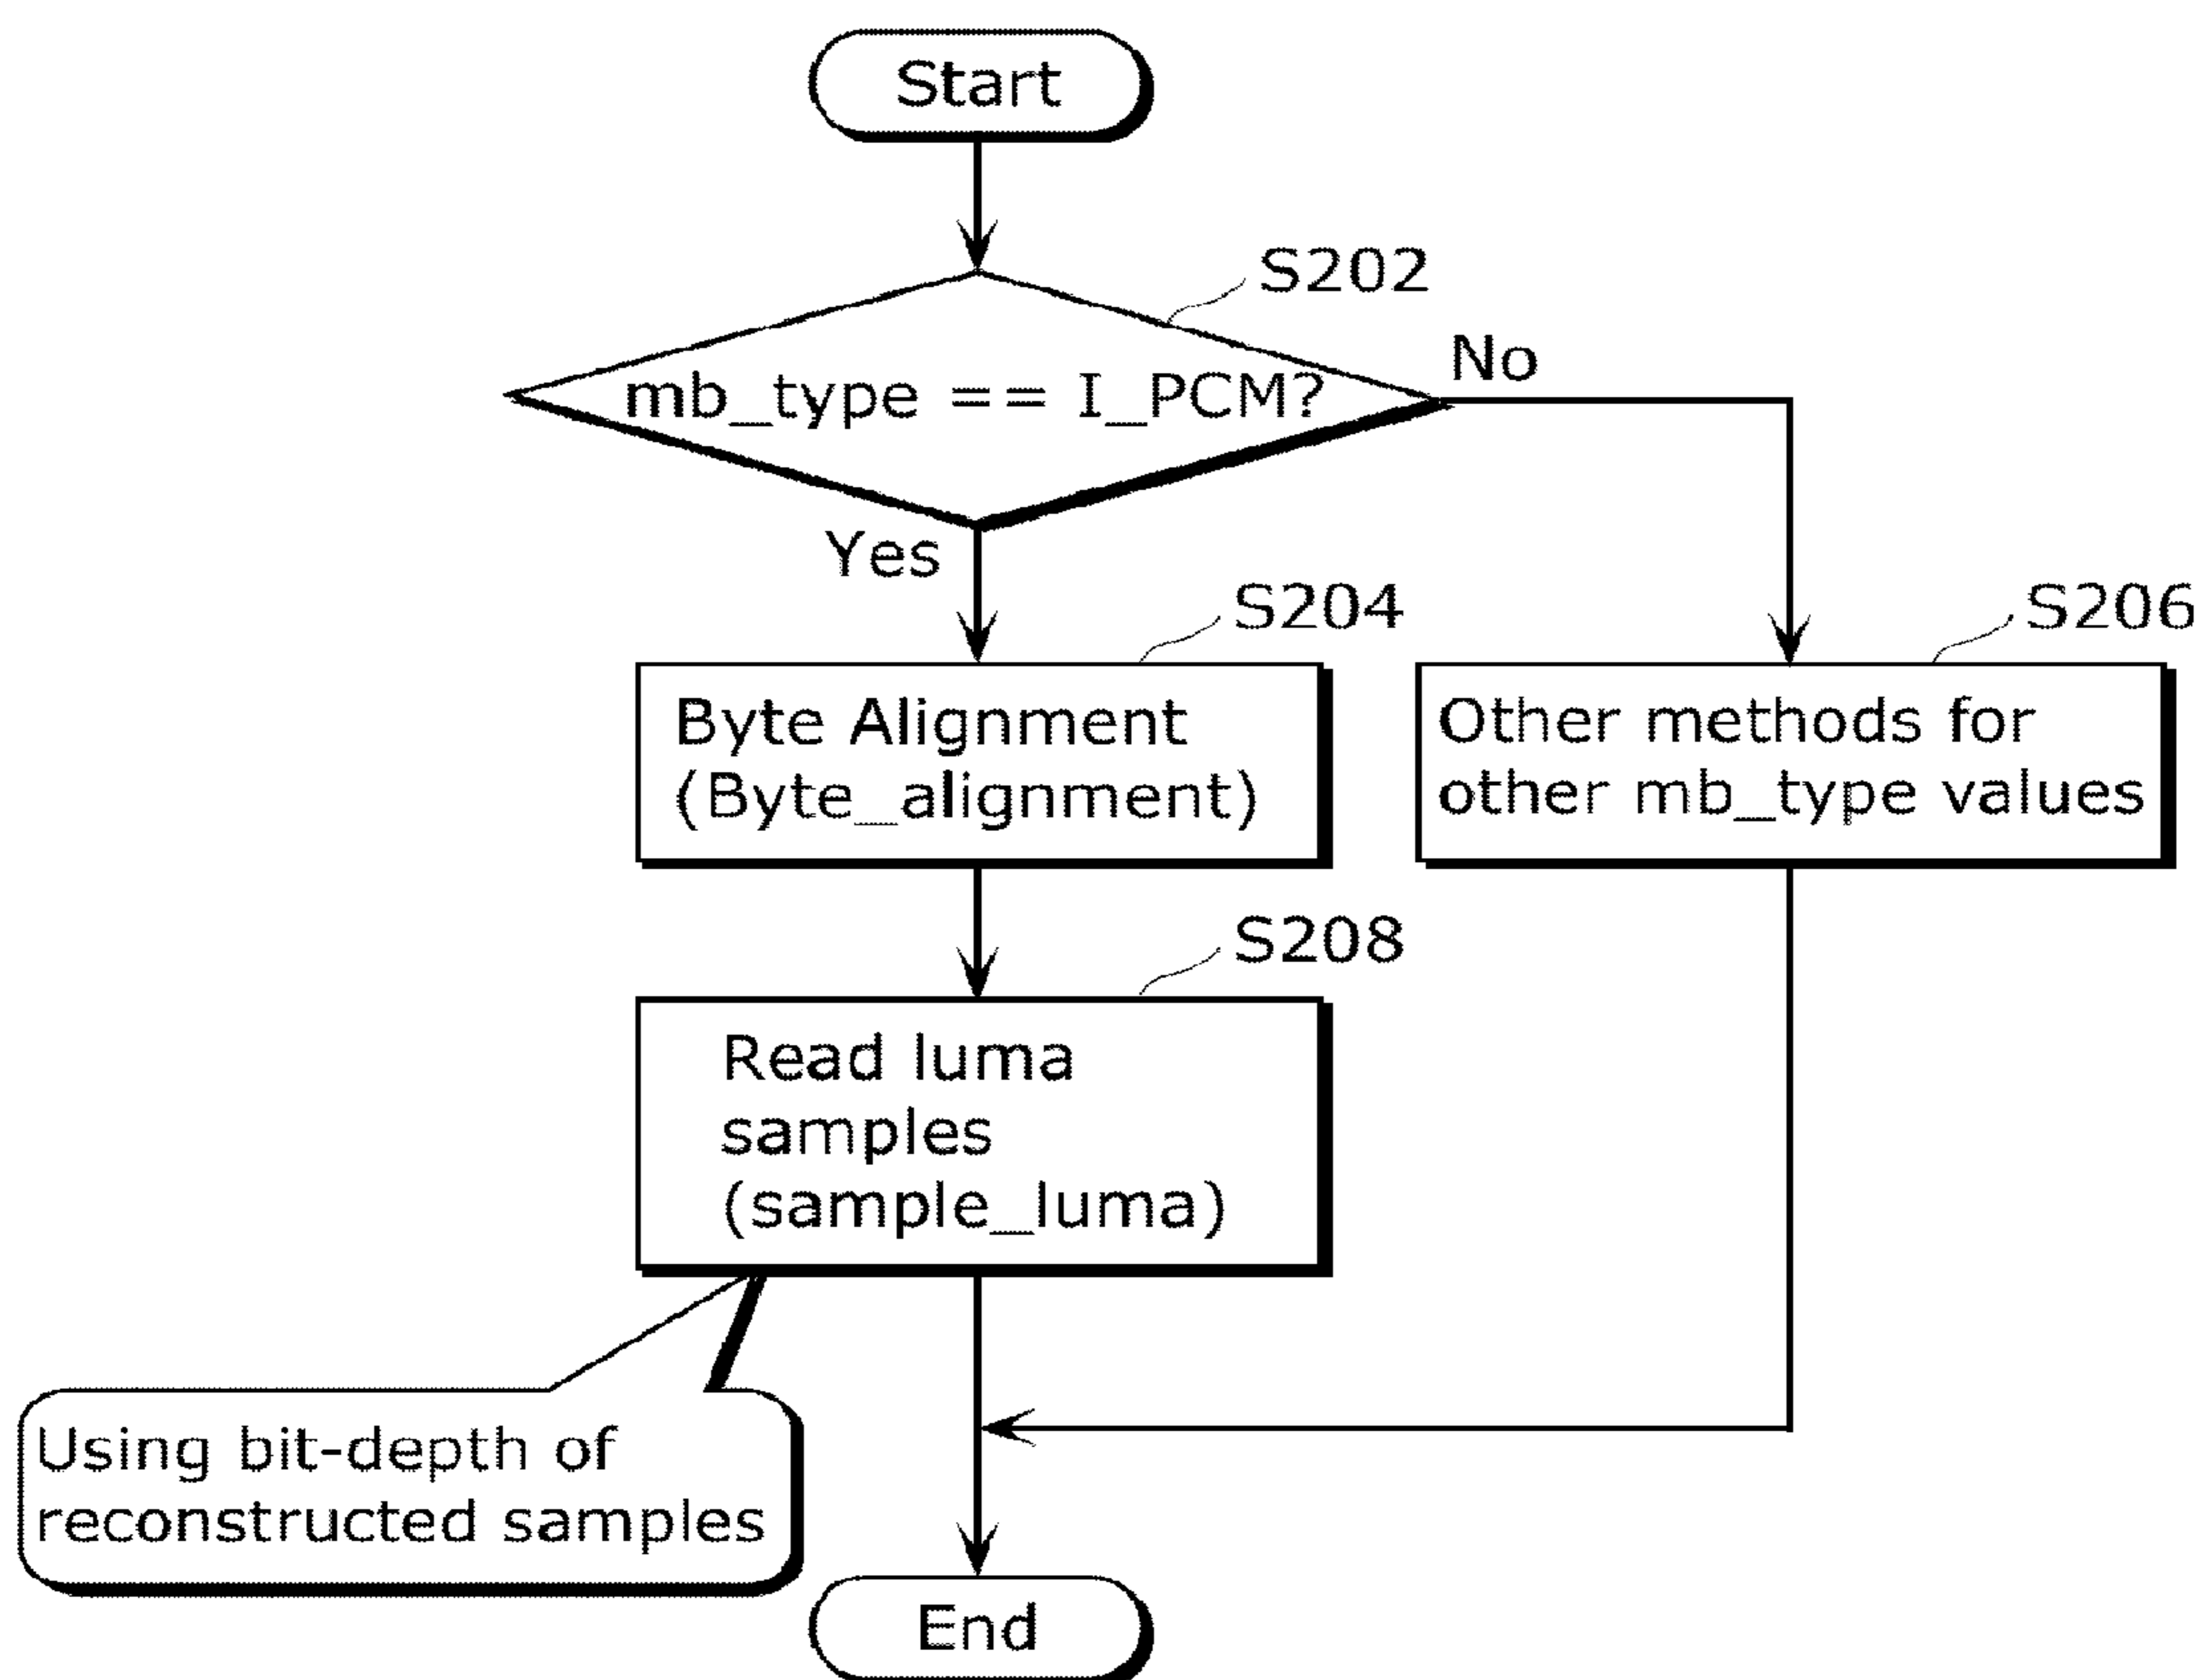 Start
S202
mb_type == I_PCM?
No
Yes
S204
S206
Byte Alignment
(Byte_alignment)
Other methods for
other mb_type values
S208
Read luma
samples
(sample_luma)
Using bit-depth of
reconstructed samples
End